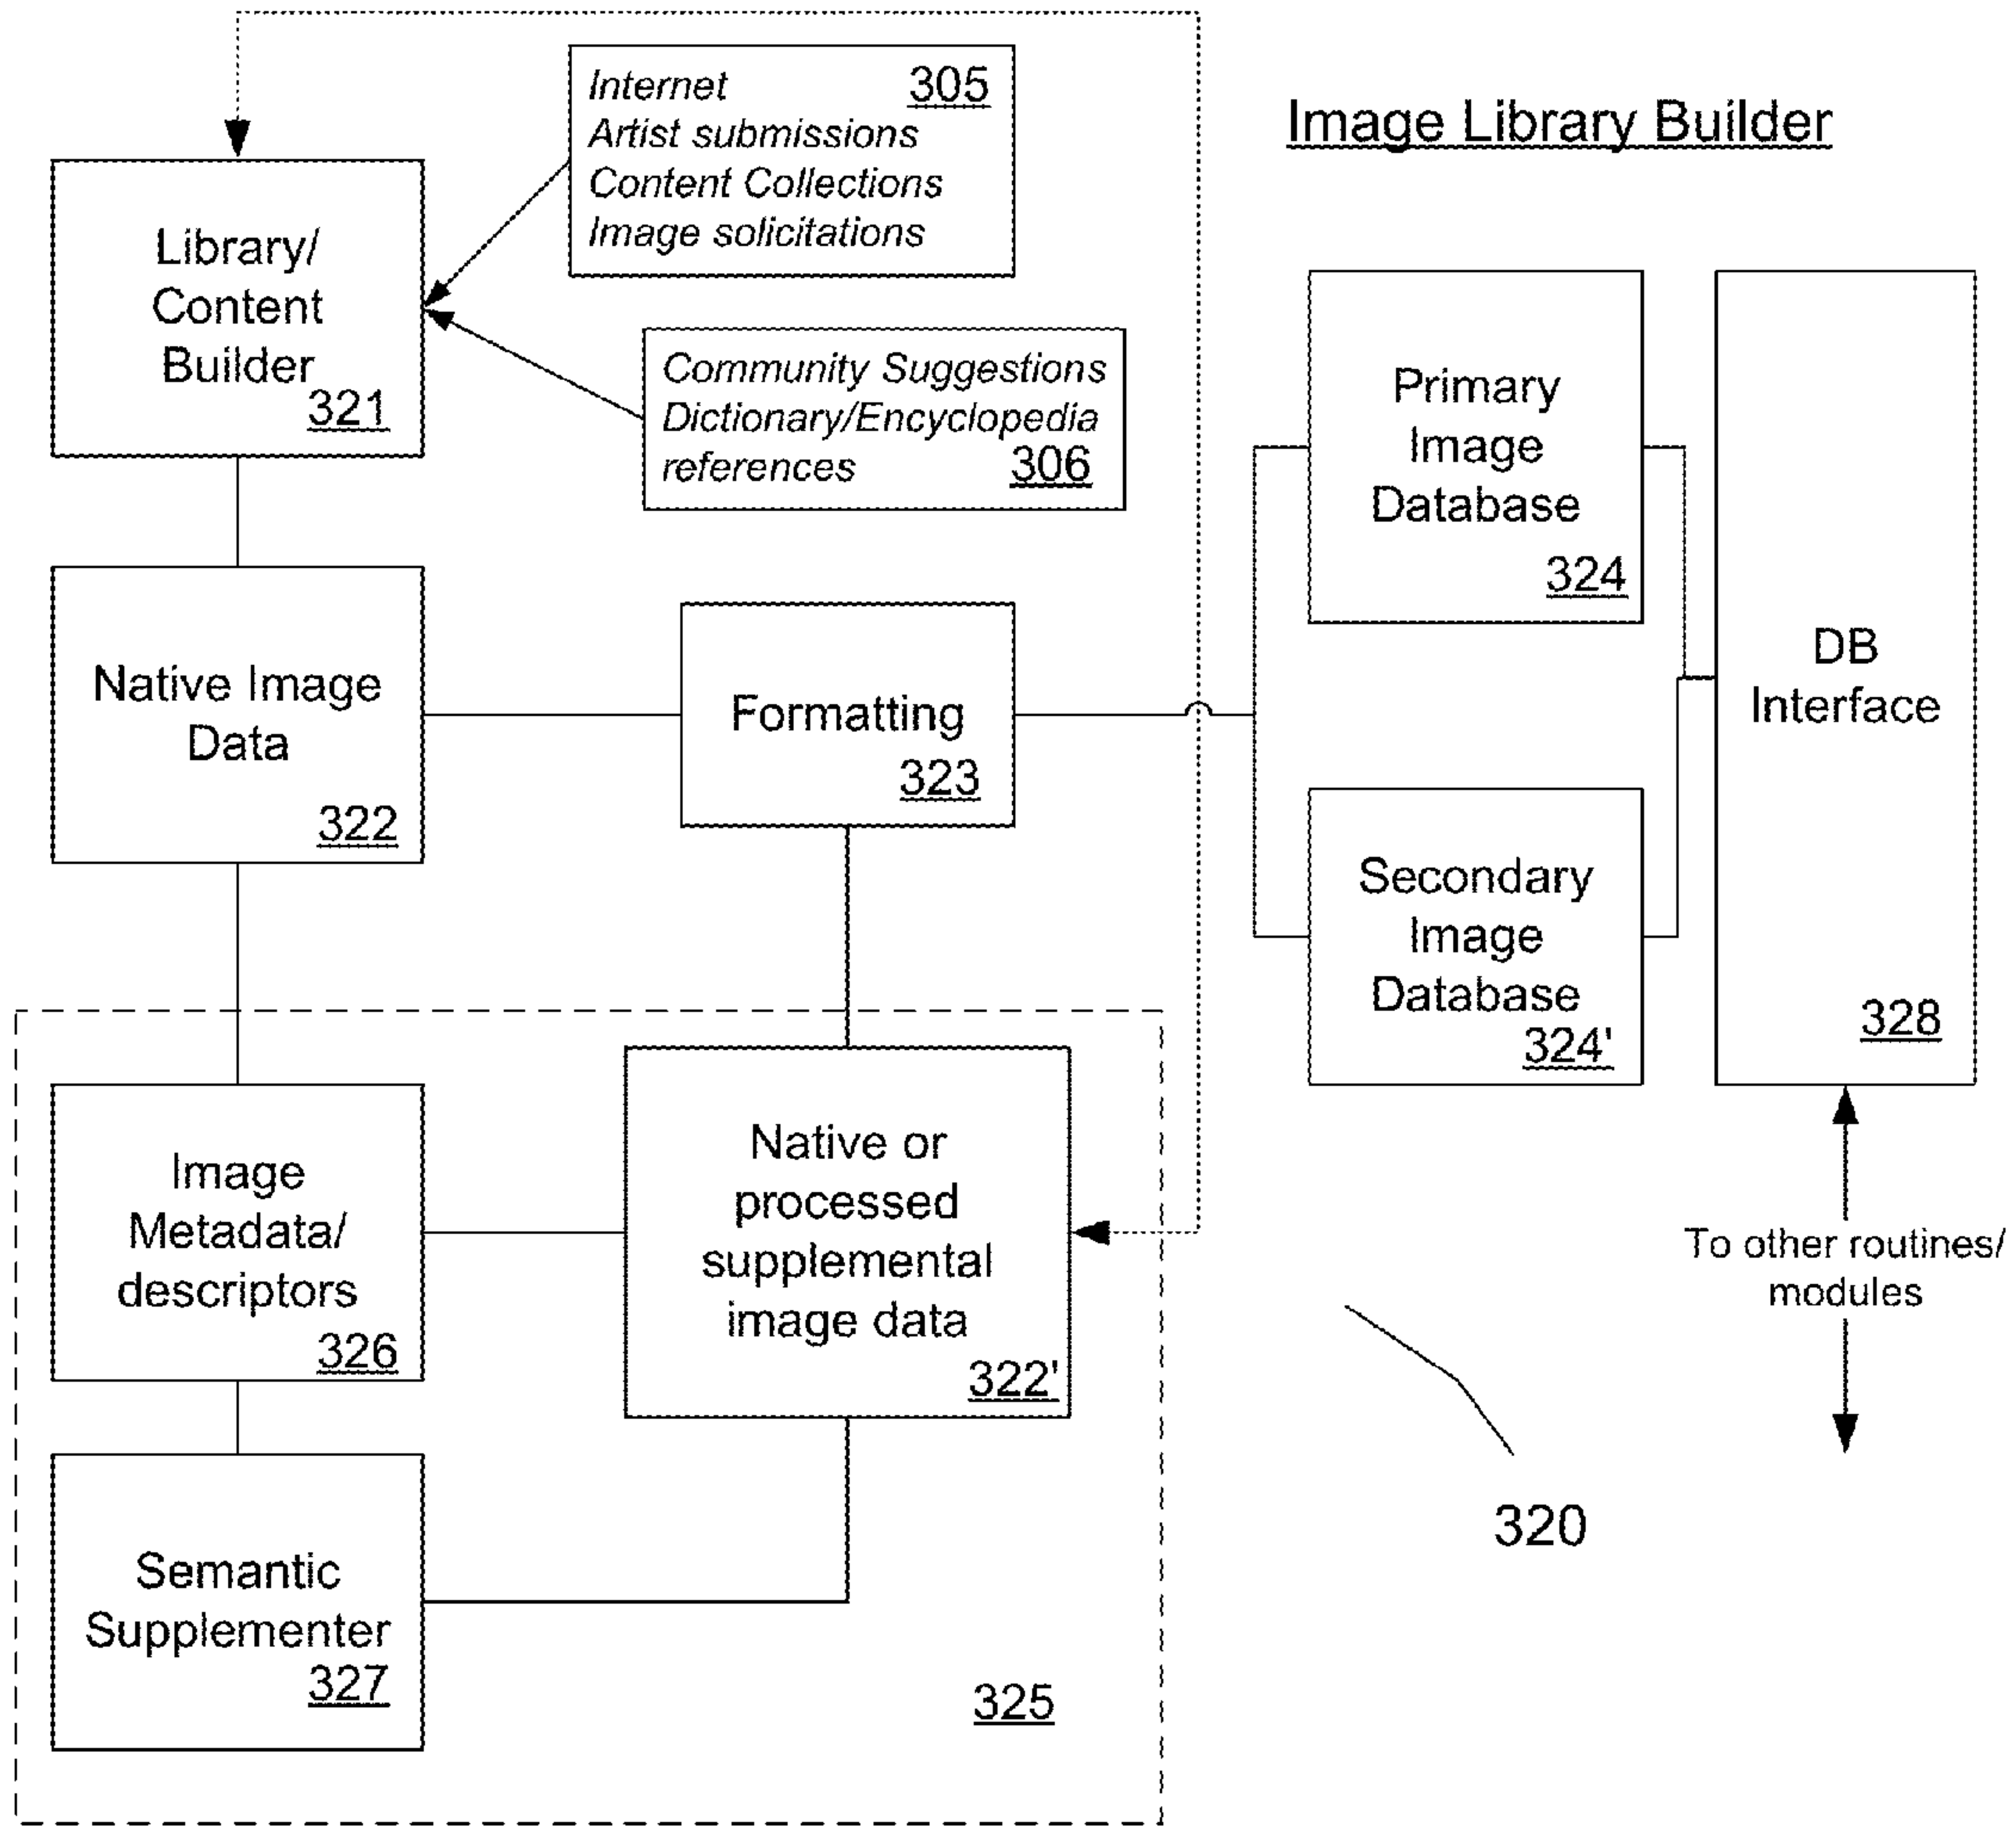 Image Library Builder
Internet 305
Artist submissions
Content Collections
Image solicitations
Library/
Content
Builder
321
Community Suggestions
Dictionary/Encyclopedia
references 306
Primary
Image
Database
324
DB
Interface
328
Native Image
Data
322
Formatting
323
Secondary
Image
Database
324'
Image
Metadata/
descriptors
326
Native or
processed
supplemental
image data
322'
To other routines/
modules
Semantic
Supplementer
327
325
320